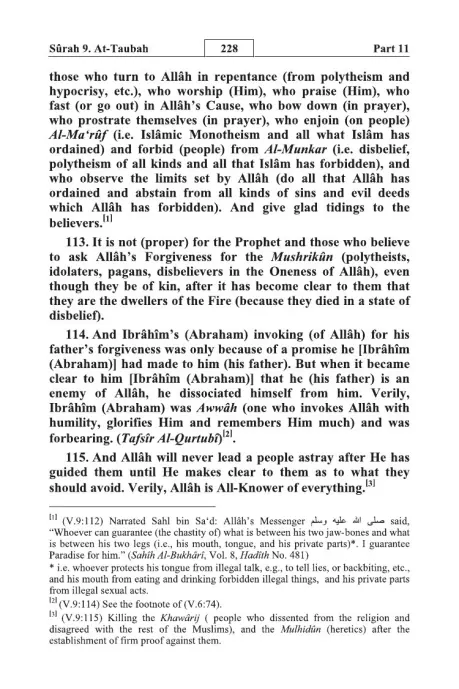 Sûrah 9. At-Taubah 228 Part 11
those who turn to Allâh in repentance (from polytheism and
hypocrisy, etc.), who worship (Him), who praise (Him), who
fast (or go out) in Allâh’s Cause, who bow down (in prayer),
who prostrate themselves (in prayer), who enjoin (on people)
Al-Ma‘rûf (i.e. Islâmic Monotheism and all what Islâm has
ordained) and forbid (people) from Al-Munkar (i.e. disbelief,
polytheism of all kinds and all that Islâm has forbidden), and
who observe the limits set by Allâh (do all that Allâh has
ordained and abstain from all kinds of sins and evil deeds
which Allâh has forbidden). And give glad tidings to the
believers.[1]
113. It is not (proper) for the Prophet and those who believe
to ask Allâh’s Forgiveness for the Mushrikûn (polytheists,
idolaters, pagans, disbelievers in the Oneness of Allâh), even
though they be of kin, after it has become clear to them that
they are the dwellers of the Fire (because they died in a state of
disbelief).
114. And Ibrâhîm’s (Abraham) invoking (of Allâh) for his
father’s forgiveness was only because of a promise he [Ibrâhîm
(Abraham)] had made to him (his father). But when it became
clear to him [Ibrâhîm (Abraham)] that he (his father) is an
enemy of Allâh, he dissociated himself from him. Verily,
Ibrâhîm (Abraham) was Awwâh (one who invokes Allâh with
humility, glorifies Him and remembers Him much) and was
forbearing. (Tafsîr Al-Qurtubî)[2].
115. And Allâh will never lead a people astray after He has
guided them until He makes clear to them as to what they
should avoid. Verily, Allâh is All-Knower of everything.[3]
[1] (V.9:112) Narrated Sahl bin Sa‘d: Allâh’s Messenger صلى الله عليه وسلم said,
“Whoever can guarantee (the chastity of) what is between his two jaw-bones and what
is between his two legs (i.e., his mouth, tongue, and his private parts)*. I guarantee
Paradise for him.” (Sahîh Al-Bukhârî, Vol. 8, Hadîth No. 481)
* i.e. whoever protects his tongue from illegal talk, e.g., to tell lies, or backbiting, etc.,
and his mouth from eating and drinking forbidden illegal things,  and his private parts
from illegal sexual acts.
[2] (V.9:114) See the footnote of (V.6:74).
[3] (V.9:115) Killing the Khawârij ( people who dissented from the religion and
disagreed with the rest of the Muslims), and the Mulhidûn (heretics) after the
establishment of firm proof against them.